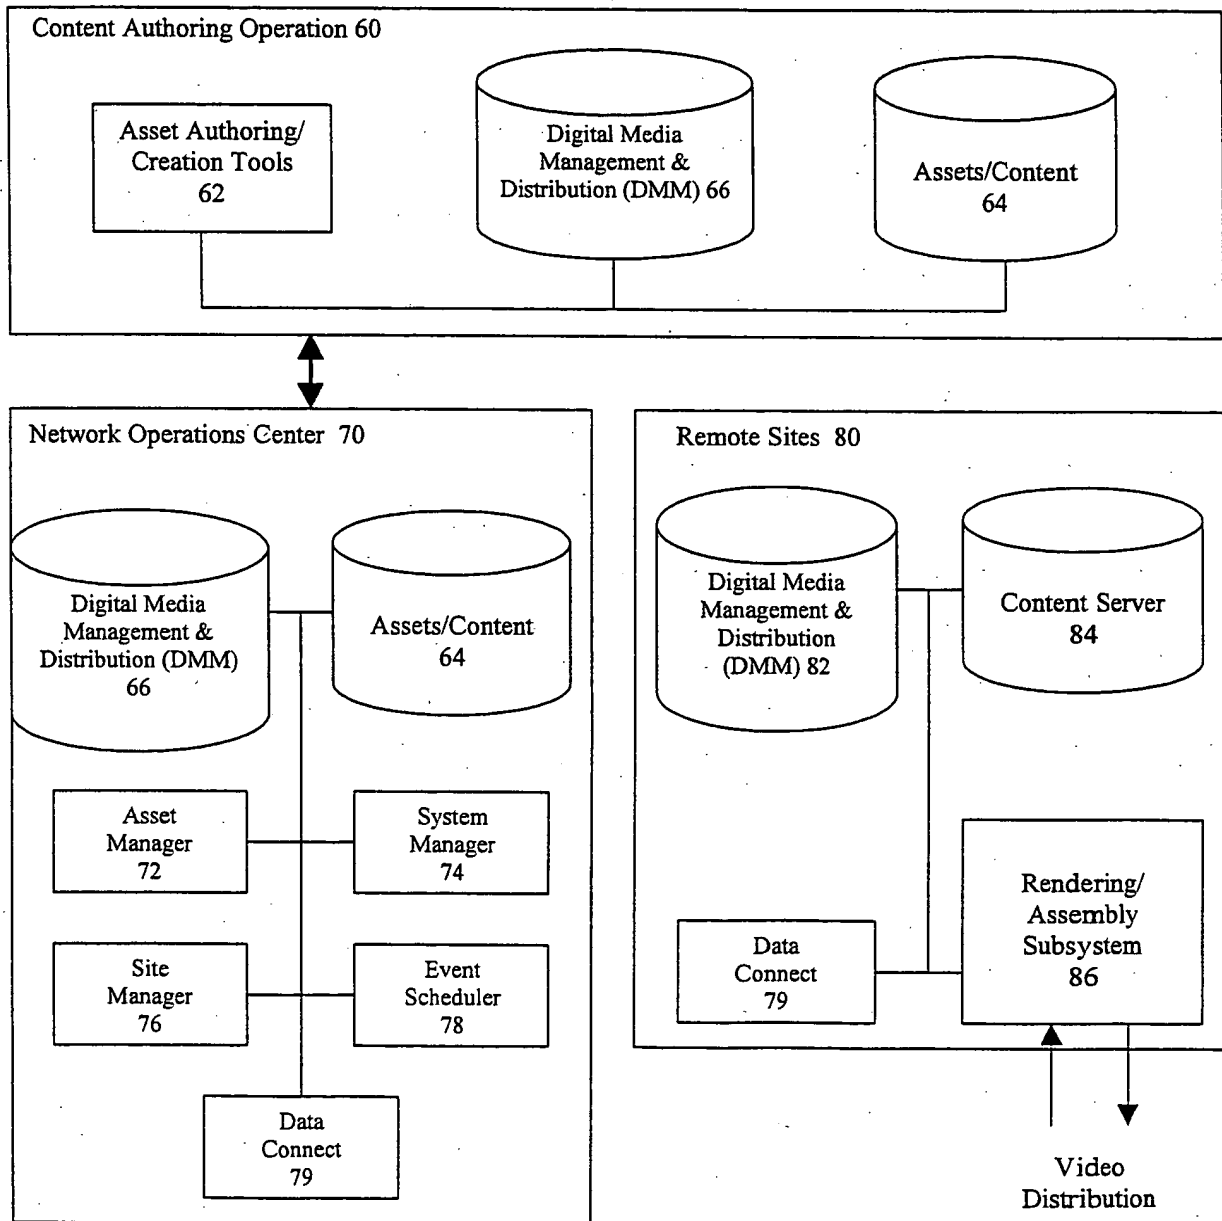 Content Authoring Operation 60
Asset Authoring/
Creation Tools
62
Digital Media
Management &
Distribution (DMM) 66
Assets/Content
64
Network Operations Center 70
Digital Media
Management &
Distribution (DMM)
66
Assets/Content
64
Asset
Manager
72
System
Manager
74
Site
Manager
76
Event
Scheduler
78
Data
Connect
79
Remote Sites 80
Digital Media
Management &
Distribution
(DMM) 82
Content Server
84
Data
Connect
79
Rendering/
Assembly
Subsystem
86
Video
Distribution